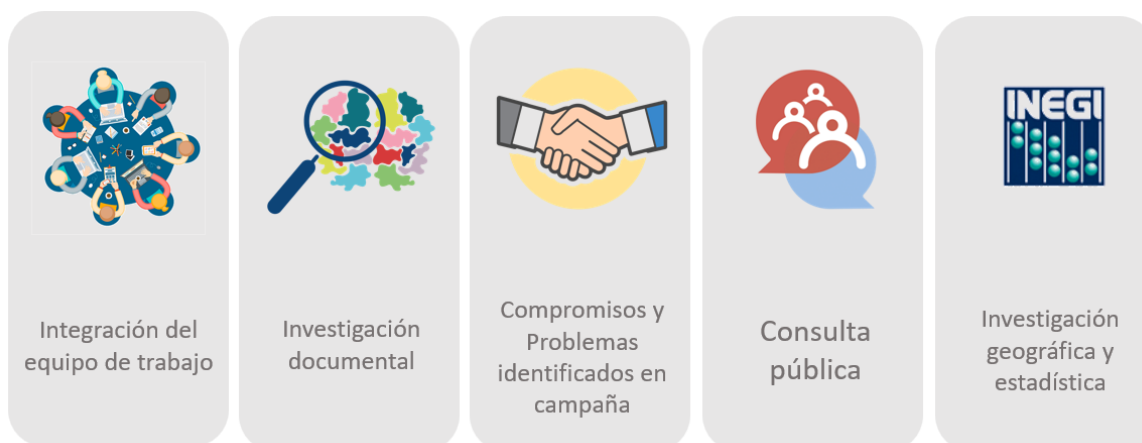 INEGI
Integración del
equipo de trabajo
Investigación
documental
Compromisos y
Problemas
identificados en
campaña
Consulta
pública
Investigación
geográfica y
estadística